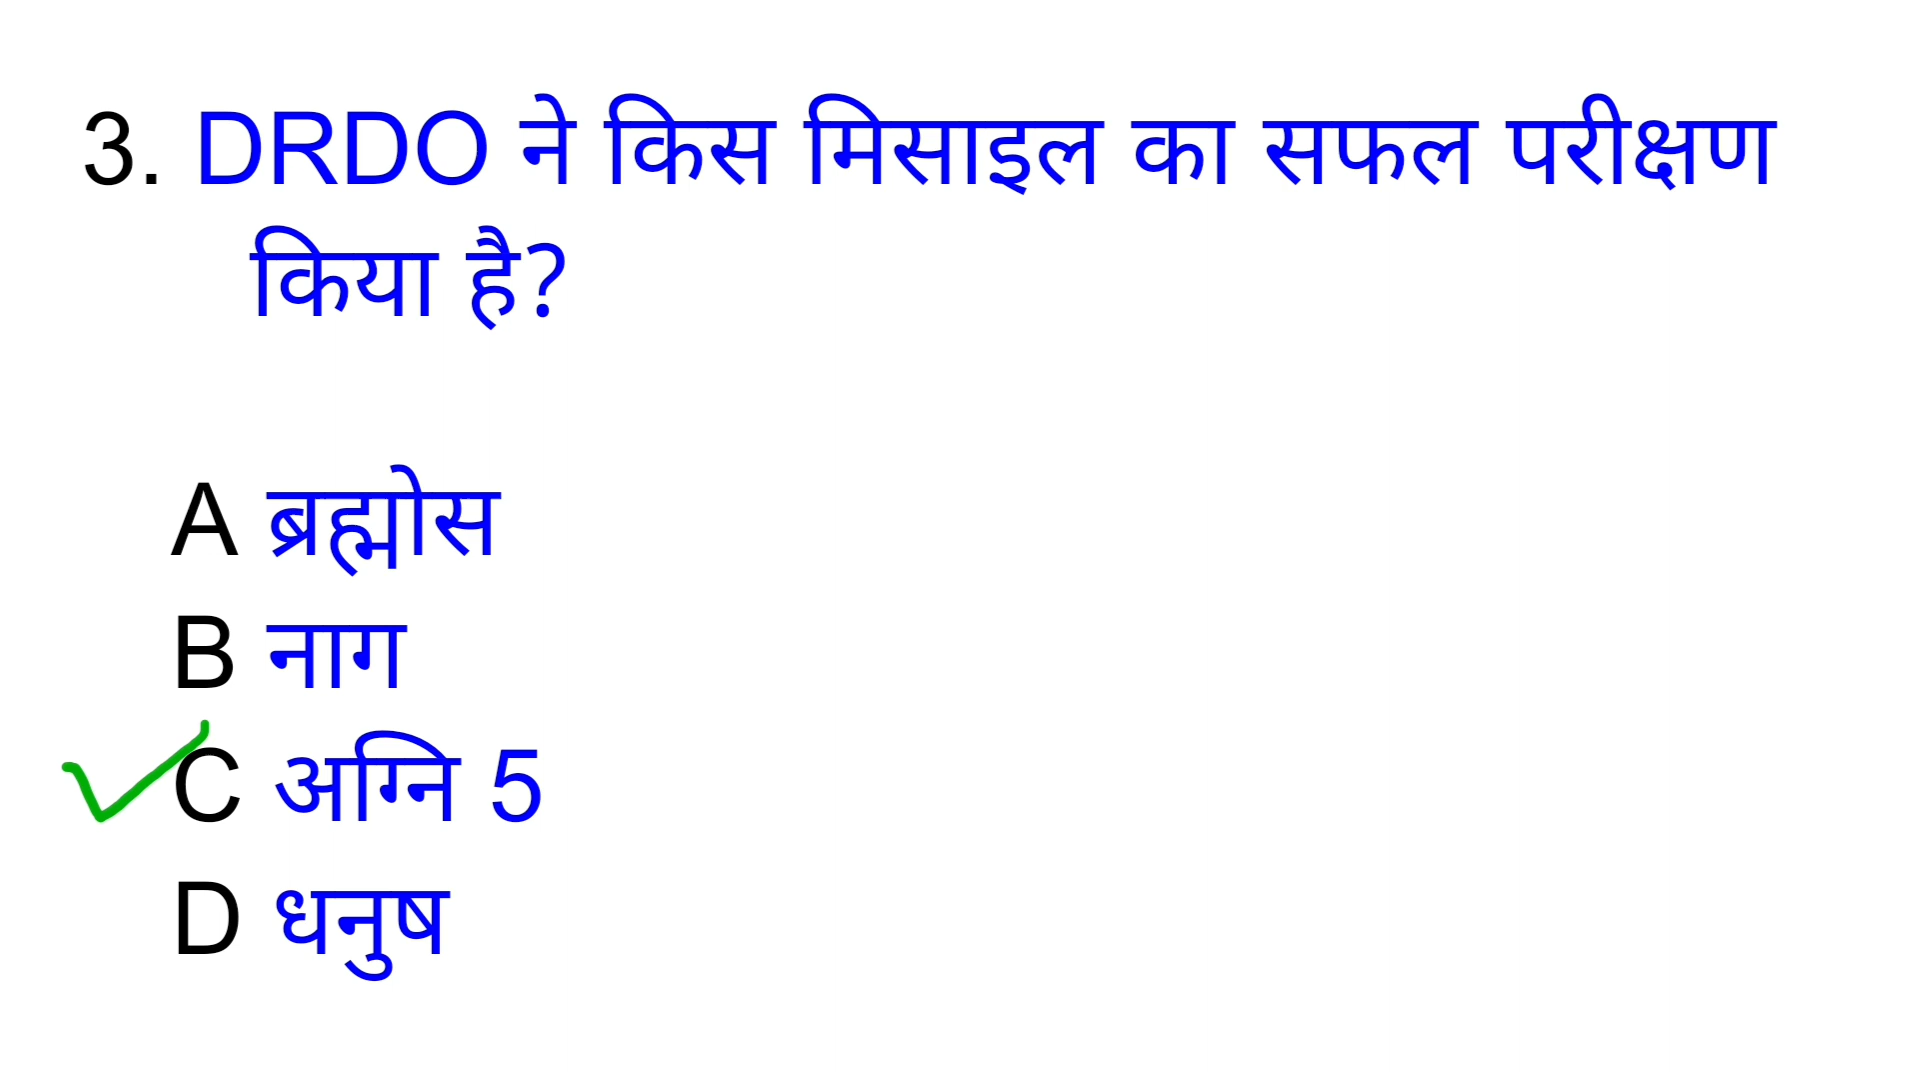 3. DRDO ने किस मिसाइल का सफल परीक्षण
किया है?
A ब्रह्मोस
B नाग
C अग्नि 5
D धनुष